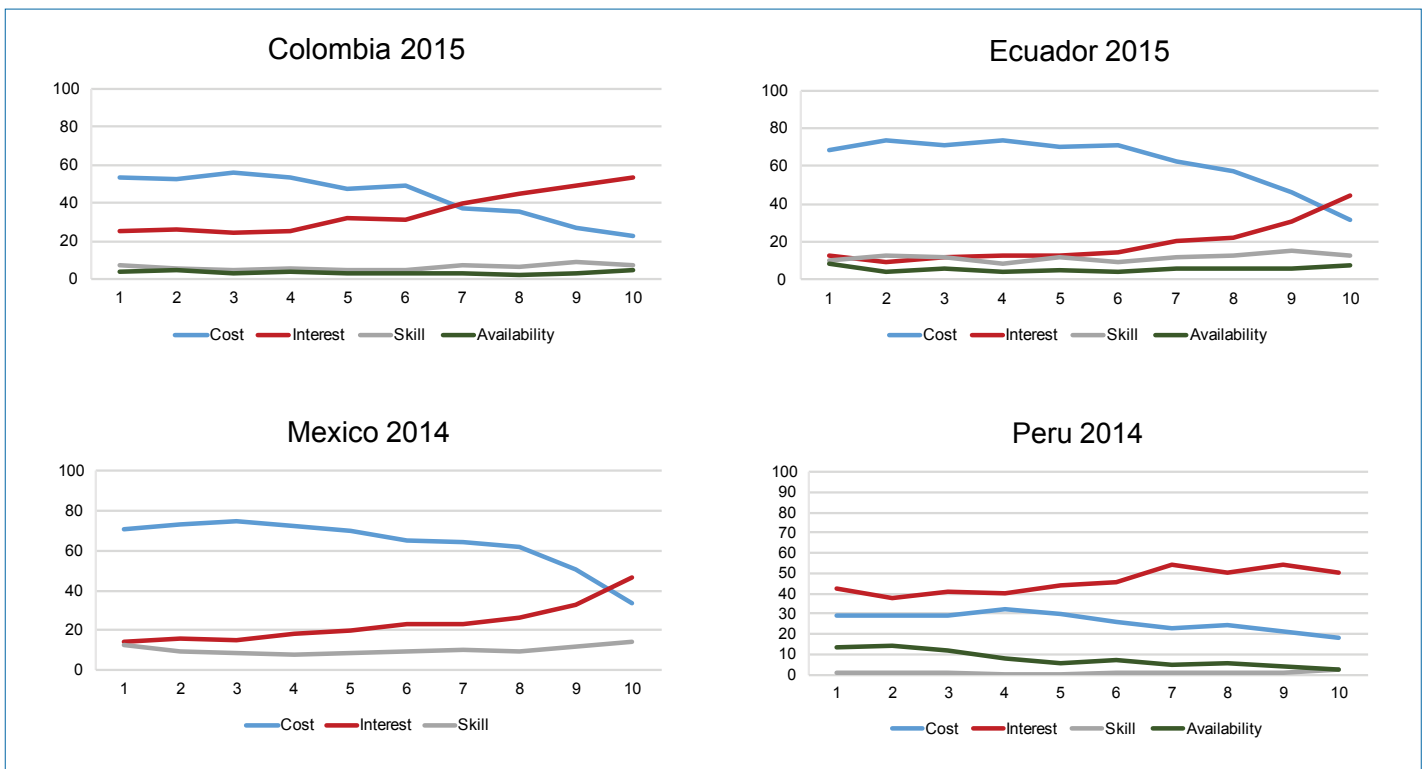 Colombia 2015
100
80
60
40
20
0
1 2 3 4 5 6 7 8 9 10
Cost Interest Skill Availability
Ecuador 2015
100
80
60
40
20
0
1 2 3 4 5 6 7 8 9 10
Cost Interest Skill Availability
Mexico 2014
100
80
60
40
20
0
1 2 3 4 5 6 7 8 9 10
Cost Interest Skill
Peru 2014
100
90
80
70
60
50
40
30
20
10
0
1 2 3 4 5 6 7 8 9 10
Cost Interest Skill Availability